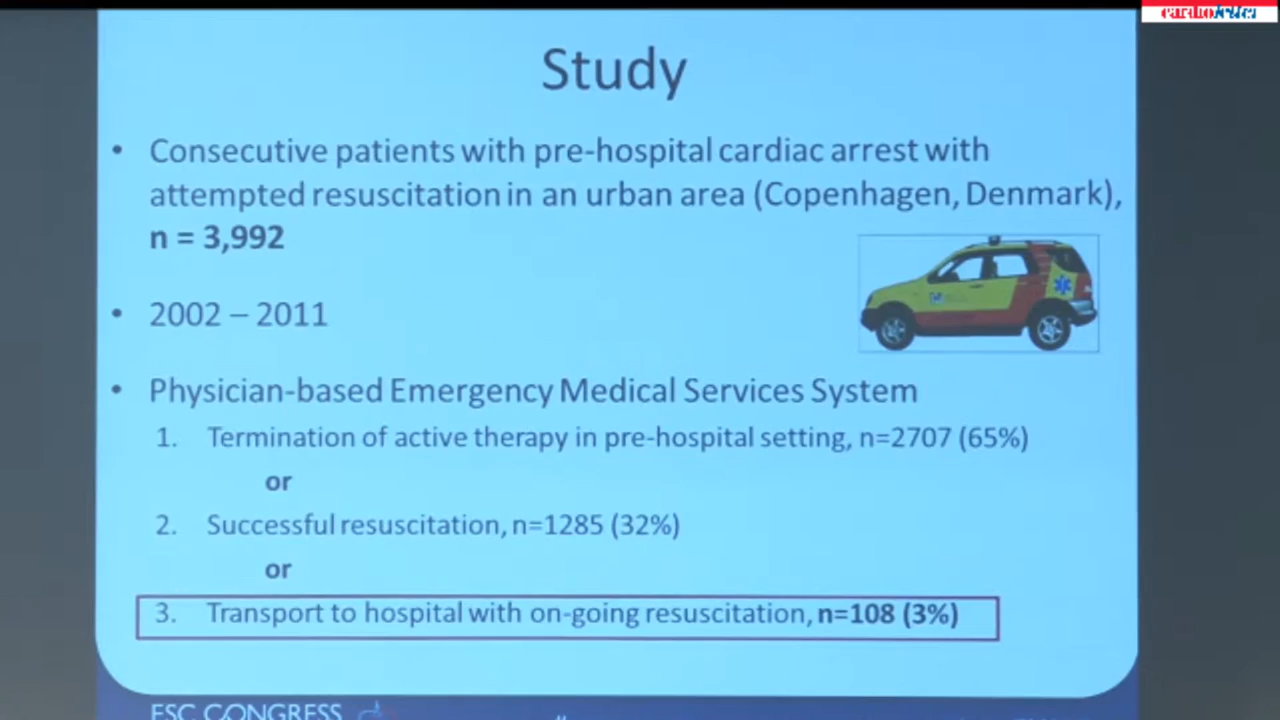 Study
• Consecutive patients with pre-hospital cardiac arrest with
attempted resuscitation in an urban area (Copenhagen, Denmark),
n = 3,992
• 2002 – 2011
• Physician-based Emergency Medical Services System
1. Termination of active therapy in pre-hospital setting, n=2707 (65%)
or
2. Successful resuscitation, n=1285 (32%)
or
3. Transport to hospital with on-going resuscitation, n=108 (3%)
ESC CONGRESS